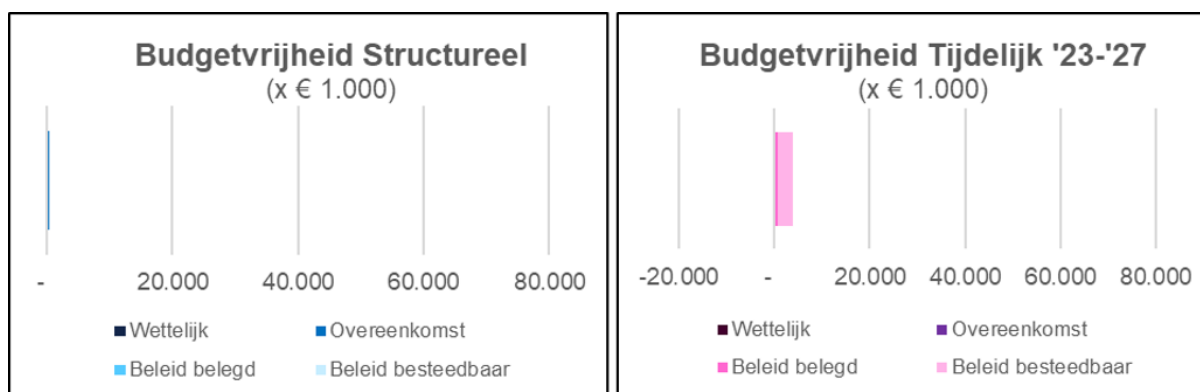 Budgetvrijheid Structureel
(x € 1.000)
- 20.000 40.000 60.000 80.000
Wettelijk Overeenkomst
Beleid belegd Beleid besteedbaar
Budgetvrijheid Tijdelijk '23-'27
(x € 1.000)
-20.000 - 20.000 40.000 60.000 80.000
Wettelijk Overeenkomst
Beleid belegd Beleid besteedbaar